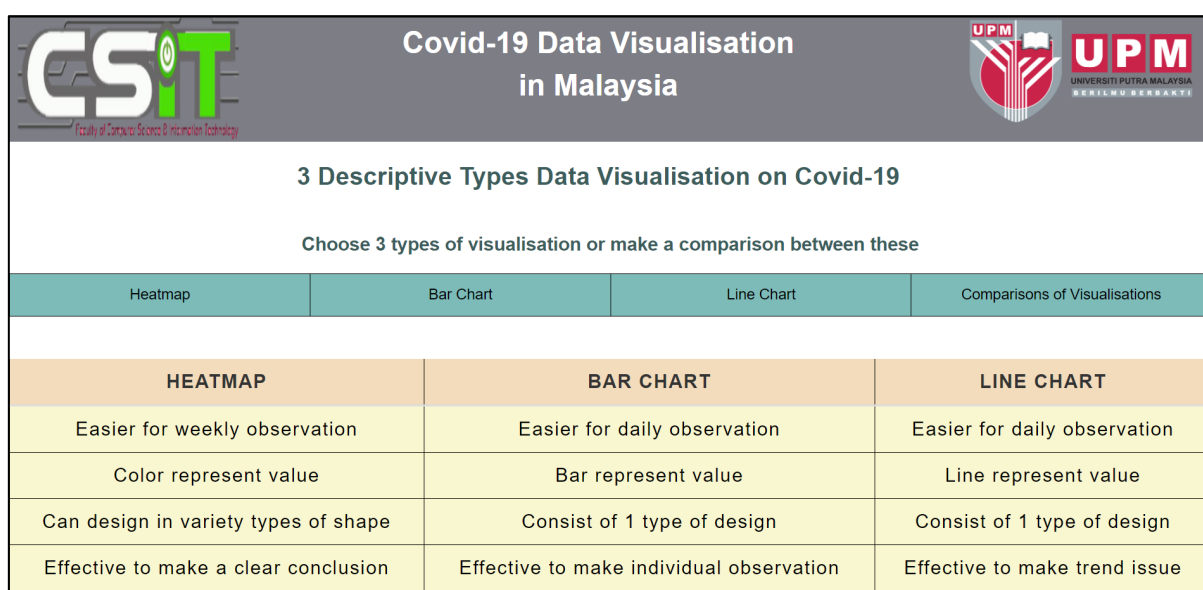 CSiT
Faculty of Computer Science & Information Technology
Covid-19 Data Visualisation
in Malaysia
UPM
UPM
UNIVERSITI PUTRA MALAYSIA
BERILMU BERBAKTI
3 Descriptive Types Data Visualisation on Covid-19
Choose 3 types of visualisation or make a comparison between these
Heatmap
Bar Chart
Line Chart
Comparisons of Visualisations
HEATMAP
BAR CHART
LINE CHART
Easier for weekly observation
Easier for daily observation
Easier for daily observation
Color represent value
Bar represent value
Line represent value
Can design in variety types of shape
Consist of 1 type of design
Consist of 1 type of design
Effective to make a clear conclusion
Effective to make individual observation
Effective to make trend issue